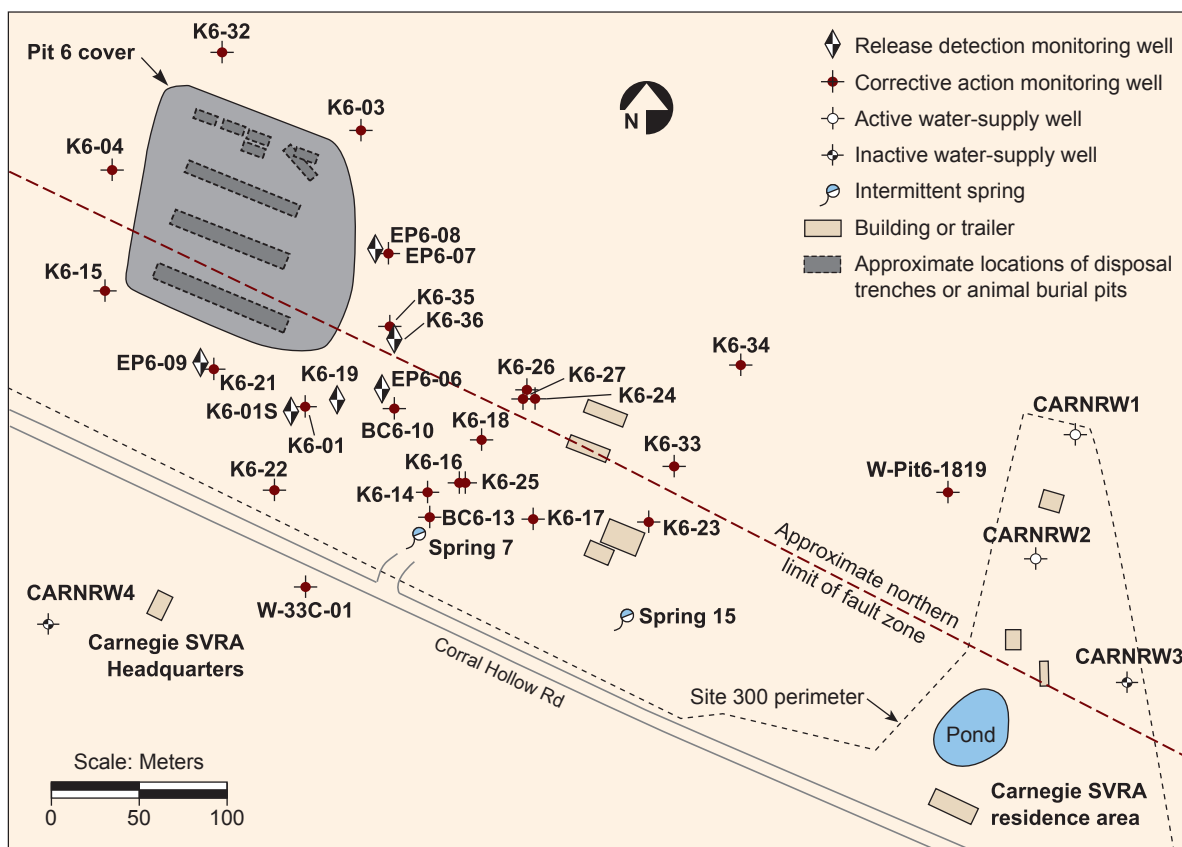 K6-32
Pit 6 cover
K6-03
K6-04
N
Release detection monitoring well
Corrective action monitoring well
Active water-supply well
Inactive water-supply well
Intermittent spring
Building or trailer
Approximate locations of disposal
trenches or animal burial pits
EP6-08
EP6-07
K6-15
K6-35
K6-36
K6-34
EP6-09
K6-21
K6-19
EP6-06
K6-26
K6-27
K6-24
K6-01S
K6-01
BC6-10
K6-18
K6-33
CARNRW1
K6-22
K6-16
K6-25
K6-14
W-Pit6-1819
BC6-13
K6-17
K6-23
Spring 7
CARNRW2
Approximate northern
limit of fault zone
CARNRW4
W-33C-01
Spring 15
Carnegie SVRA
Headquarters
CARNRW3
Corral Hollow Rd
Site 300 perimeter
Pond
Scale: Meters
0 50 100
Carnegie SVRA
residence area